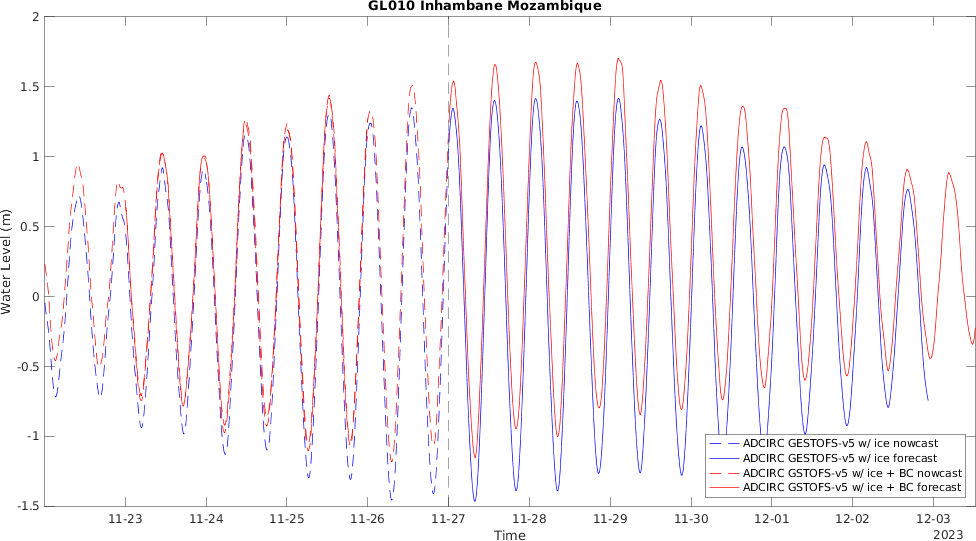 GL010 Inhambane Mozambique
2
1.5
1
0.5
0
-0.5
-1
-1.5
Water Level (m)
11-23
11-24
11-25
11-26
11-27
11-28
11-29
11-30
12-01
12-02
12-03
2023
Time
ADCIRC GESTOFS-v5 w/ ice nowcast
ADCIRC GESTOFS-v5 w/ ice forecast
ADCIRC GSTOFS-v5 w/ ice + BC nowcast
ADCIRC GSTOFS-v5 w/ ice + BC forecast